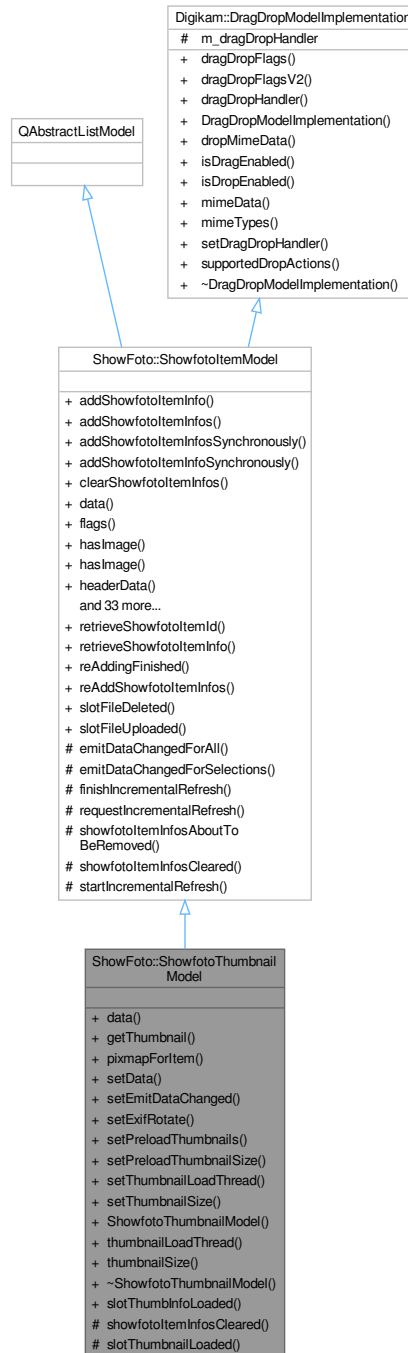 Digikam::DragDropModelImplementation
# m_dragDropHandler
+ dragDropFlags()
+ dragDropFlagsV2()
+ dragDropHandler()
+ DragDropModelImplementation()
+ dropMimeData()
+ isDragEnabled()
+ isDropEnabled()
+ mimeData()
+ mimeTypes()
+ setDragDropHandler()
+ supportedDropActions()
+ ~DragDropModelImplementation()
QAbstractListModel
ShowFoto::ShowfotoItemModel
+ addShowfotoItemInfo()
+ addShowfotoItemInfos()
+ addShowfotoItemInfosSynchronously()
+ addShowfotoItemInfoSynchronously()
+ clearShowfotoItemInfos()
+ data()
+ flags()
+ hasImage()
+ hasImage()
+ headerData()
and 33 more...
+ retrieveShowfotoItemId()
+ retrieveShowfotoItemInfo()
+ reAddingFinished()
+ reAddShowfotoItemInfos()
+ slotFileDeleted()
+ slotFileUploaded()
# emitDataChangedForAll()
# emitDataChangedForSelections()
# finishIncrementalRefresh()
# requestIncrementalRefresh()
# showfotoItemInfosAboutTo
BeRemoved()
# showfotoItemInfosCleared()
# startIncrementalRefresh()
ShowFoto::ShowfotoThumbnail
Model
+ data()
+ getThumbnail()
+ pixmapForItem()
+ setData()
+ setEmitDataChanged()
+ setExifRotate()
+ setPreloadThumbnails()
+ setPreloadThumbnailSize()
+ setThumbnailLoadThread()
+ setThumbnailSize()
+ ShowfotoThumbnailModel()
+ thumbnailLoadThread()
+ thumbnailSize()
+ ~ShowfotoThumbnailModel()
+ slotThumbInfoLoaded()
# showfotoItemInfosCleared()
# slotThumbnailLoaded()